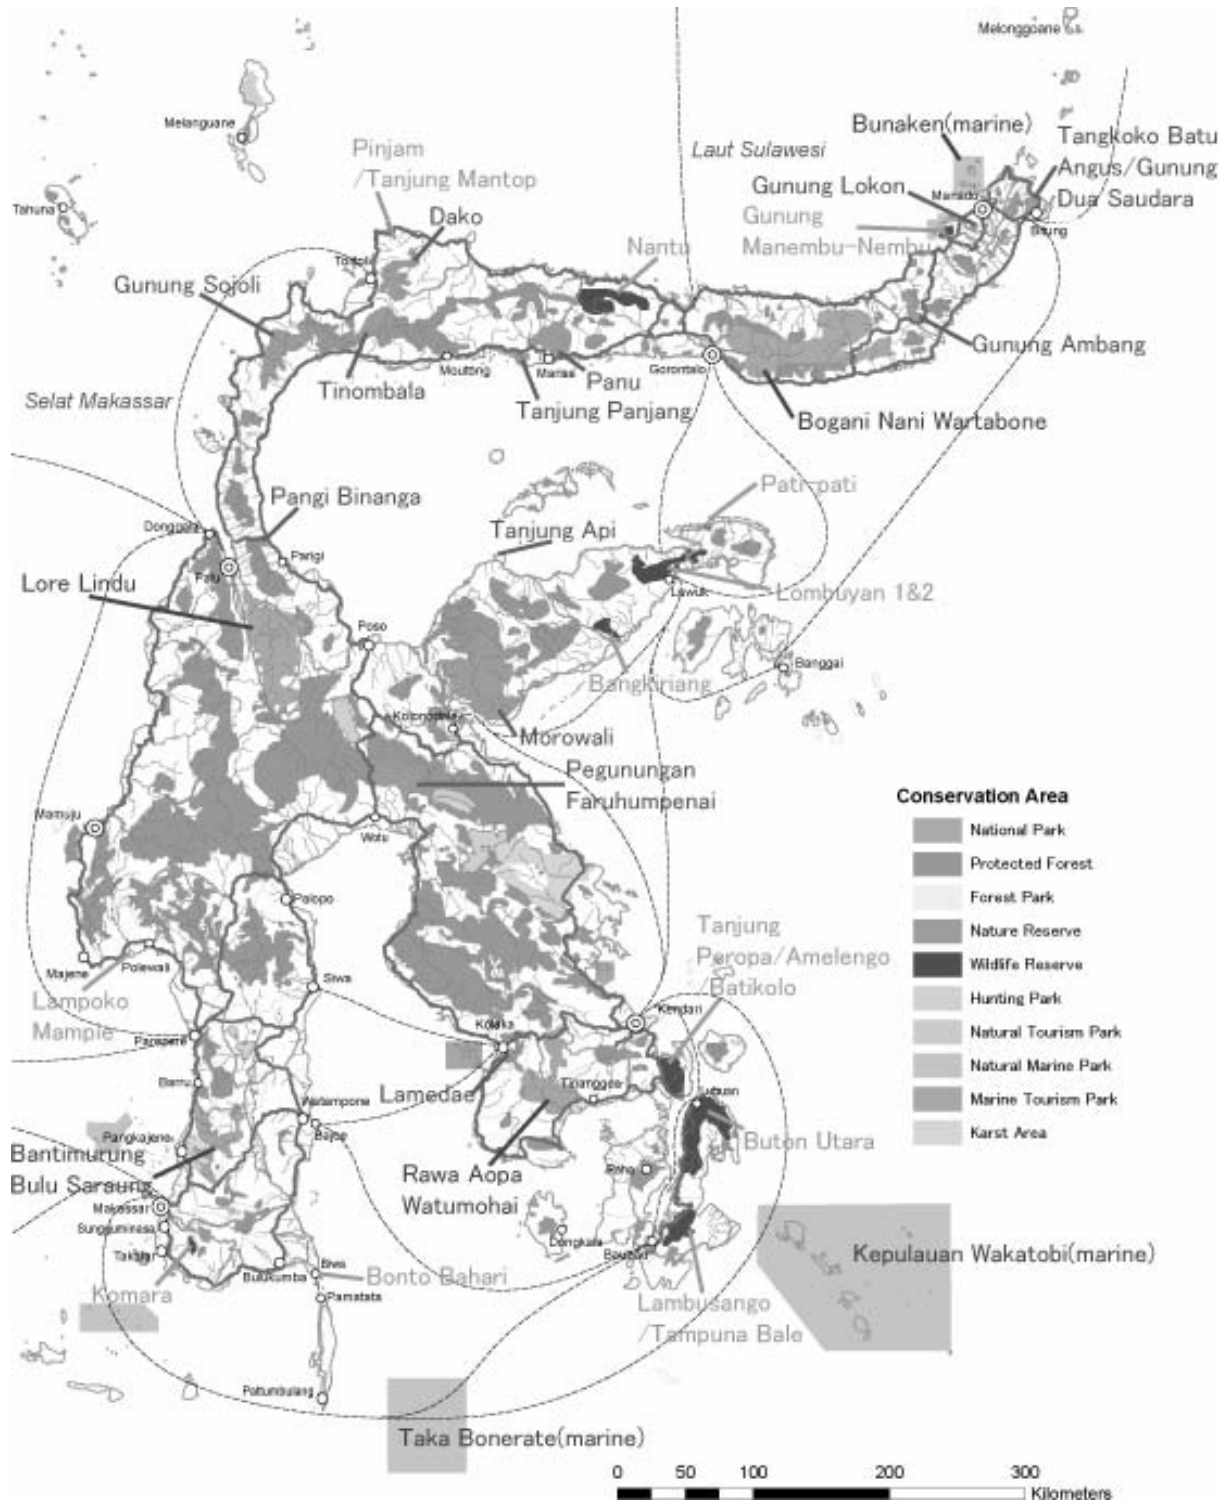 Melonggoane
Melanguane
Tahuna
Pinjam
/Tanjung Mantop
Dako
Laut Sulawesi
Bunaken(marine)
Gunung Lokon
Manado
Gunung
Manembu-Nembu
Tangkoko Batu
Angus/Gunung
Dua Saudara
Bitung
Nantu
Gunung Sojoli
Selat Makassar
Tinombala
Moutong
Marisa
Panu
Tanjung Panjang
Gorontalo
Gunung Ambang
Bogani Nani Wartabone
Pangi Binanga
Donggala
Palu
Parigi
Lore Lindu
Poso
Tanjung Api
Pati-pati
Luwuk
Lombuyan 1&2
Banggai
Bangkiriang
Kolonodale
Morowali
Pegunungan
Faruhumpenai
Mamuju
Wotu
Palopo
Majene
Polewali
Lampoko
Mampie
Siwa
Parepare
Barru
Kolaka
Lamedae
Watampone
Bajoe
Pangkajene
Bantimurung
Bulu Saraung
Makassar
Sungguminasa
Takalar
Komara
Bulukumba
Bira
Bonto Bahari
Pamatata
Patumbulang
Tanjung
Peropa/Amelengo
/Batikolo
Kendari
Tinanggea
Rawa Aopa
Watumohai
Buton Utara
Raha
Dongkala
Baubau
Lambusango
/Tampuna Bale
Kepulauan Wakatobi(marine)
Taka Bonerate(marine)
Conservation Area
National Park
Protected Forest
Forest Park
Nature Reserve
Wildlife Reserve
Hunting Park
Natural Tourism Park
Natural Marine Park
Marine Tourism Park
Karst Area
0 50 100 200 300
Kilometers